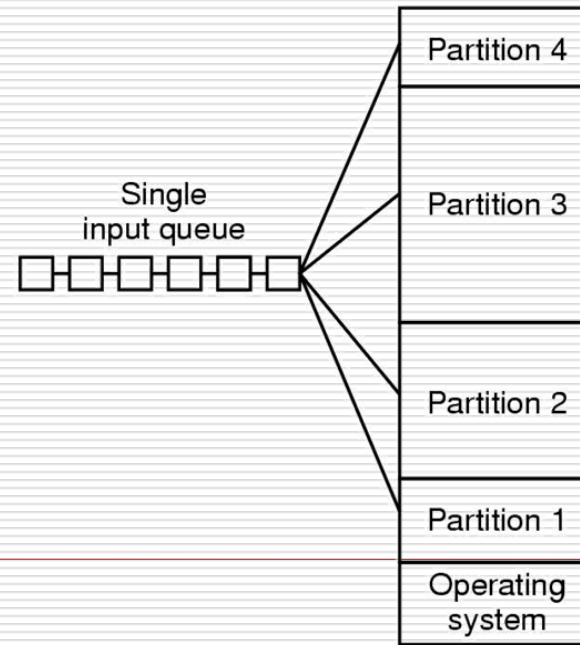 Partition 4
Partition 3
Single
input queue
Partition 2
Partition 1
Operating
system